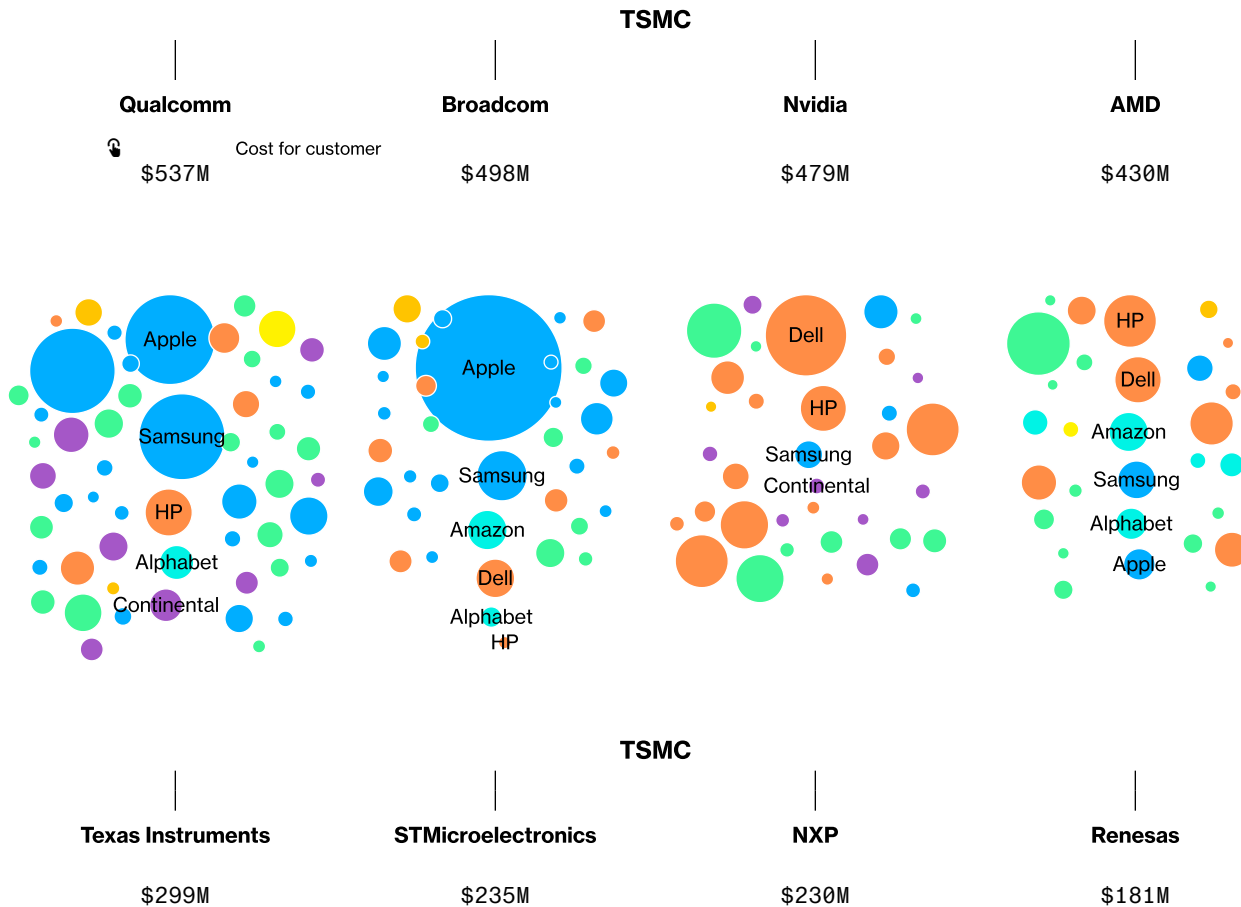 TSMC
Qualcomm Broadcom Nvidia AMD
Cost for customer
$537M $498M $479M $430M
Apple
Samsung
HP
Alphabet
Continental
Apple
Samsung
Amazon
Dell
Alphabet
HP
Dell
HP
Samsung
Continental
HP
Dell
Amazon
Samsung
Alphabet
Apple
TSMC
Texas Instruments STMicroelectronics NXP Renesas
$299M $235M $230M $181M